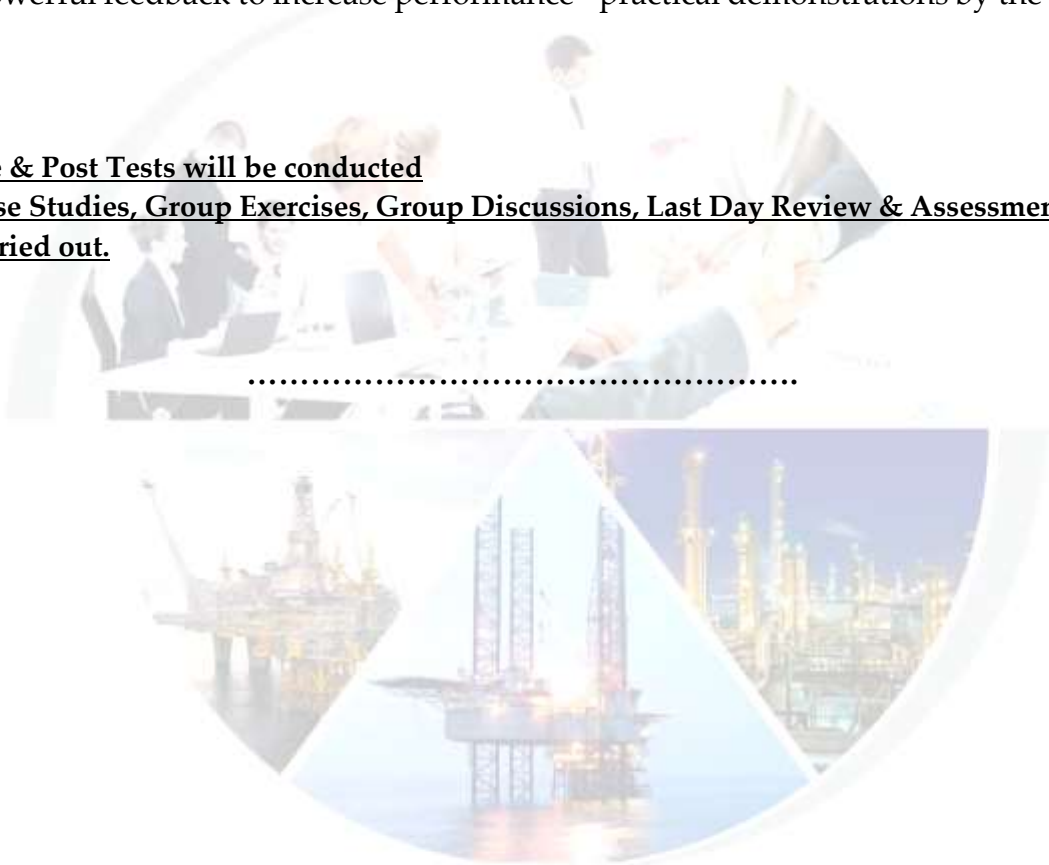 owerful feedback to increase performance - practical demonstrations by the
e & Post Tests will be conducted
se Studies, Group Exercises, Group Discussions, Last Day Review & Assessmen
ried out.
……………………………………………….